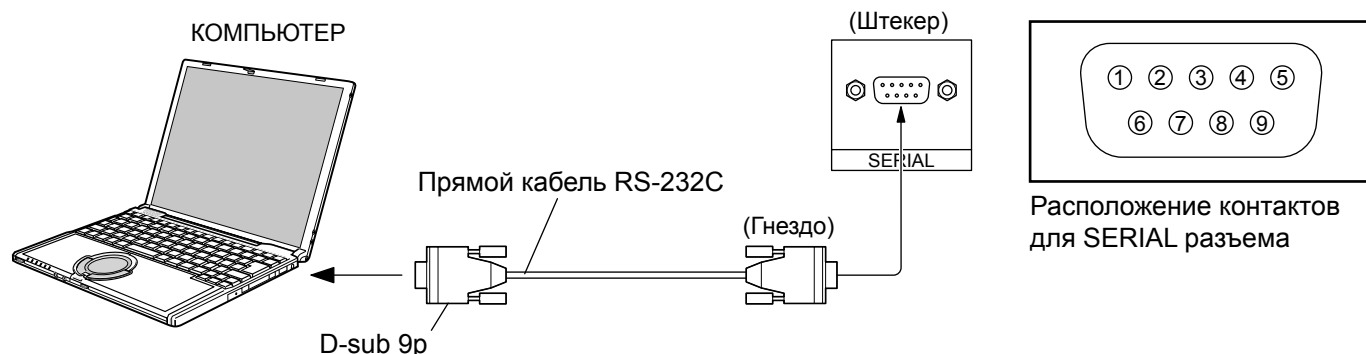 КОМПЬЮТЕР
(Штекер)
SERIAL
Прямой кабель RS-232C
(Гнездо)
D-sub 9p
① ② ③ ④ ⑤
⑥ ⑦ ⑧ ⑨
Расположение контактов
для SERIAL разъема